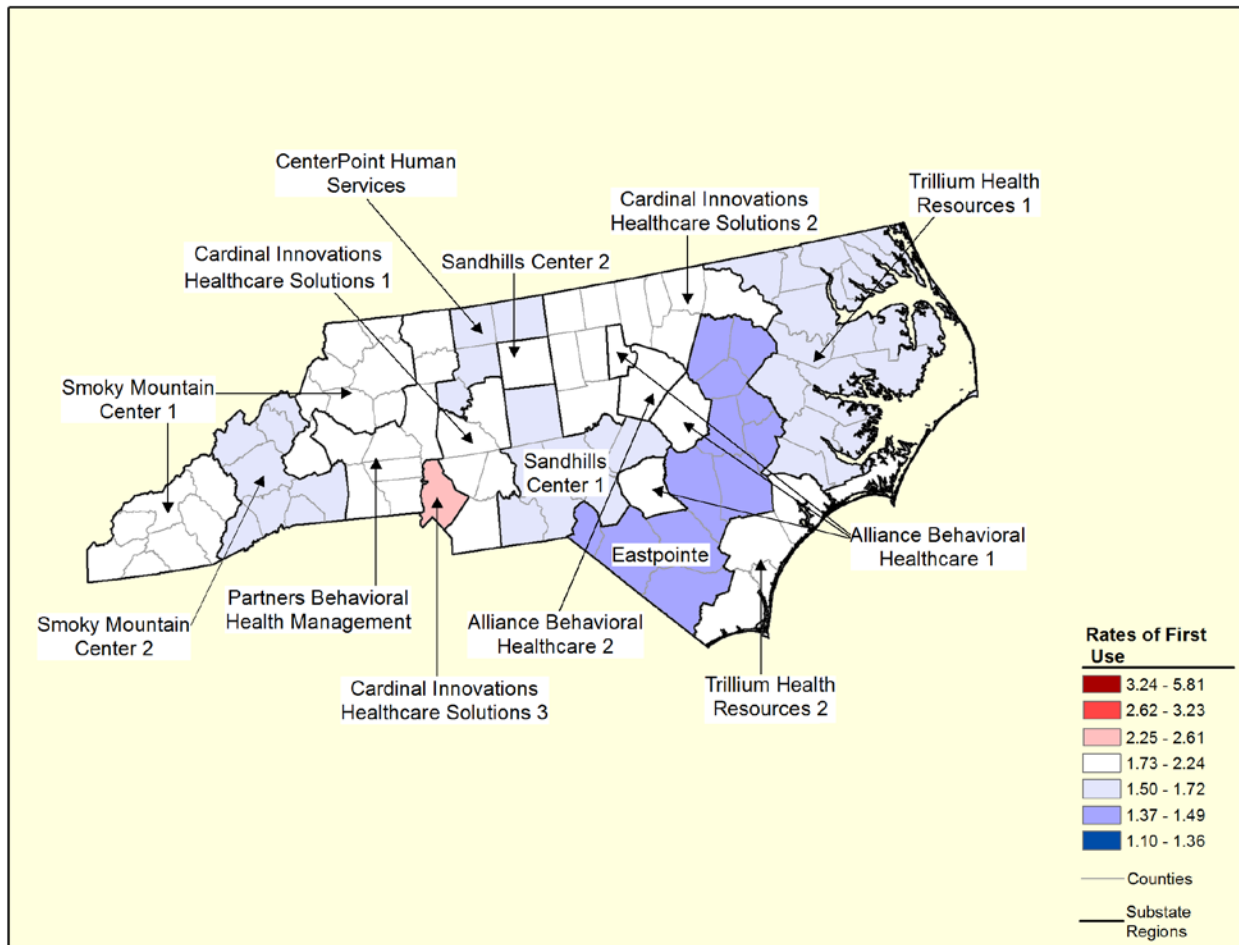 CenterPoint Human
Services
Trillium Health
Resources 1
Cardinal Innovations
Healthcare Solutions 2
Cardinal Innovations
Healthcare Solutions 1
Sandhills Center 2
Smoky Mountain
Center 1
Sandhills
Center 1
Eastpointe
Alliance Behavioral
Healthcare 1
Partners Behavioral
Health Management
Smoky Mountain
Center 2
Alliance Behavioral
Healthcare 2
Cardinal Innovations
Healthcare Solutions 3
Trillium Health
Resources 2
Rates of First
Use
3.24 - 5.81
2.62 - 3.23
2.25 - 2.61
1.73 - 2.24
1.50 - 1.72
1.37 - 1.49
1.10 - 1.36
Counties
Substate
Regions